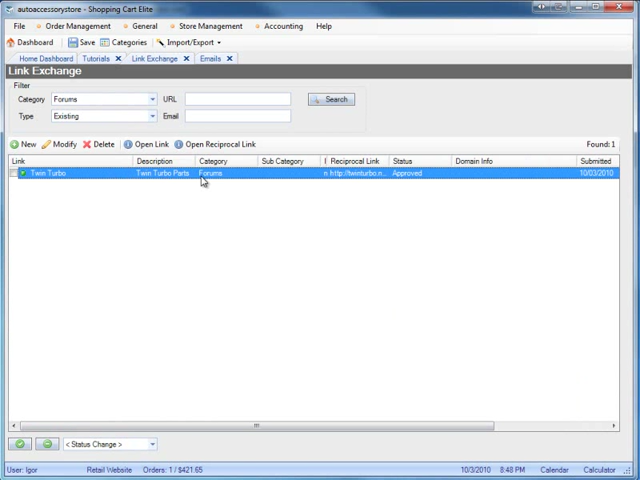 autoaccessorystore - Shopping Cart Elite
File Order Management General Store Management Accounting Help
Dashboard Save Categories Import/Export
Home Dashboard Tutorials Link Exchange Emails
Link Exchange
Filter
Category Forums URL Search
Type Existing Email
New Modify Delete Open Link Open Reciprocal Link Found: 1
Link Description Category Sub Category Reciprocal Link Status Domain Info Submitted
Twin Turbo Twin Turbo Parts Forums http://twinturbo.n... Approved 10/03/2010
< Status Change >
User: Igor Retail Website Orders: 1 / $421.65 10/3/2010 8:48 PM Calendar Calculator